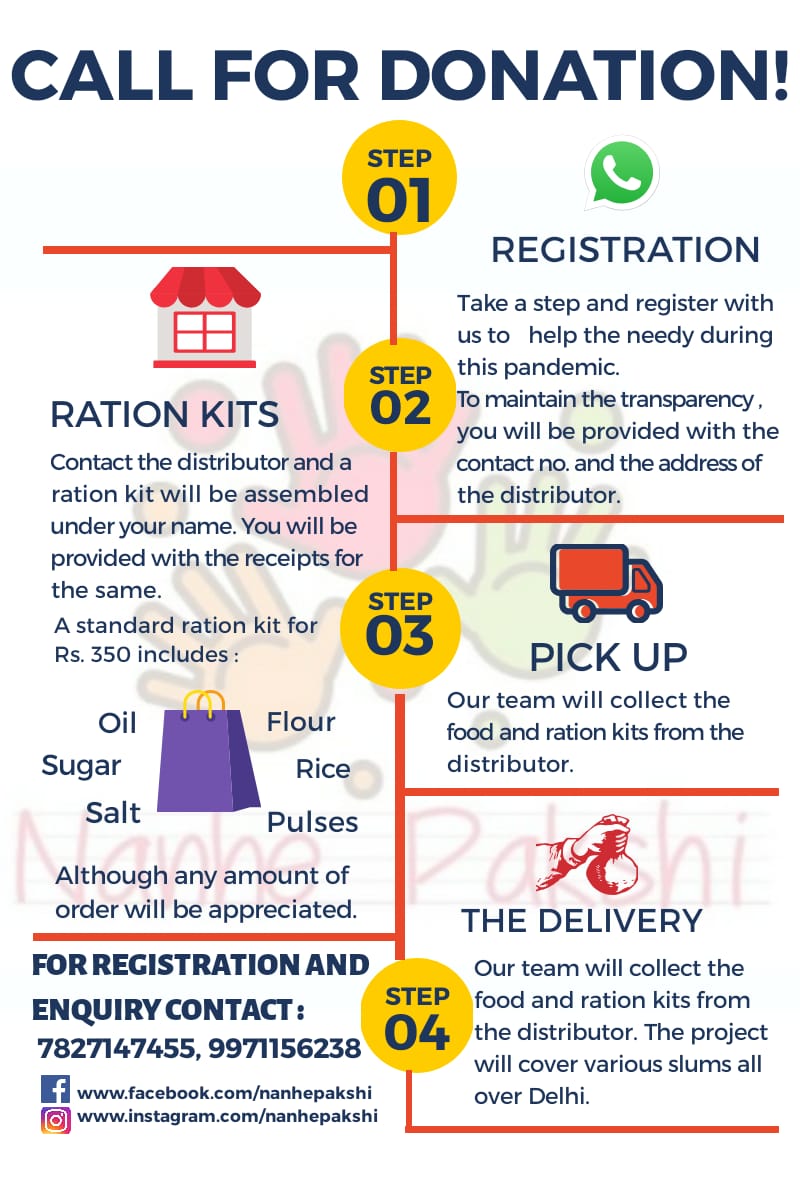 CALL FOR DONATION!
STEP
01
REGISTRATION
Take a step and register with
us to help the needy during
this pandemic.
To maintain the transparency ,
you will be provided with the
contact no. and the address of
the distributor.
STEP
02
RATION KITS
Contact the distributor and a
ration kit will be assembled
under your name. You will be
provided with the receipts for
the same.
A standard ration kit for
Rs. 350 includes :
Oil
Flour
Sugar
Rice
Salt
Pulses
Although any amount of
order will be appreciated.
STEP
03
PICK UP
Our team will collect the
food and ration kits from the
distributor.
Nanhe Pakshi
THE DELIVERY
STEP
04
Our team will collect the
food and ration kits from
the distributor. The project
will cover various slums all
over Delhi.
FOR REGISTRATION AND
ENQUIRY CONTACT :
7827147455, 9971156238
www.facebook.com/nanhepakshi
www.instagram.com/nanhepakshi